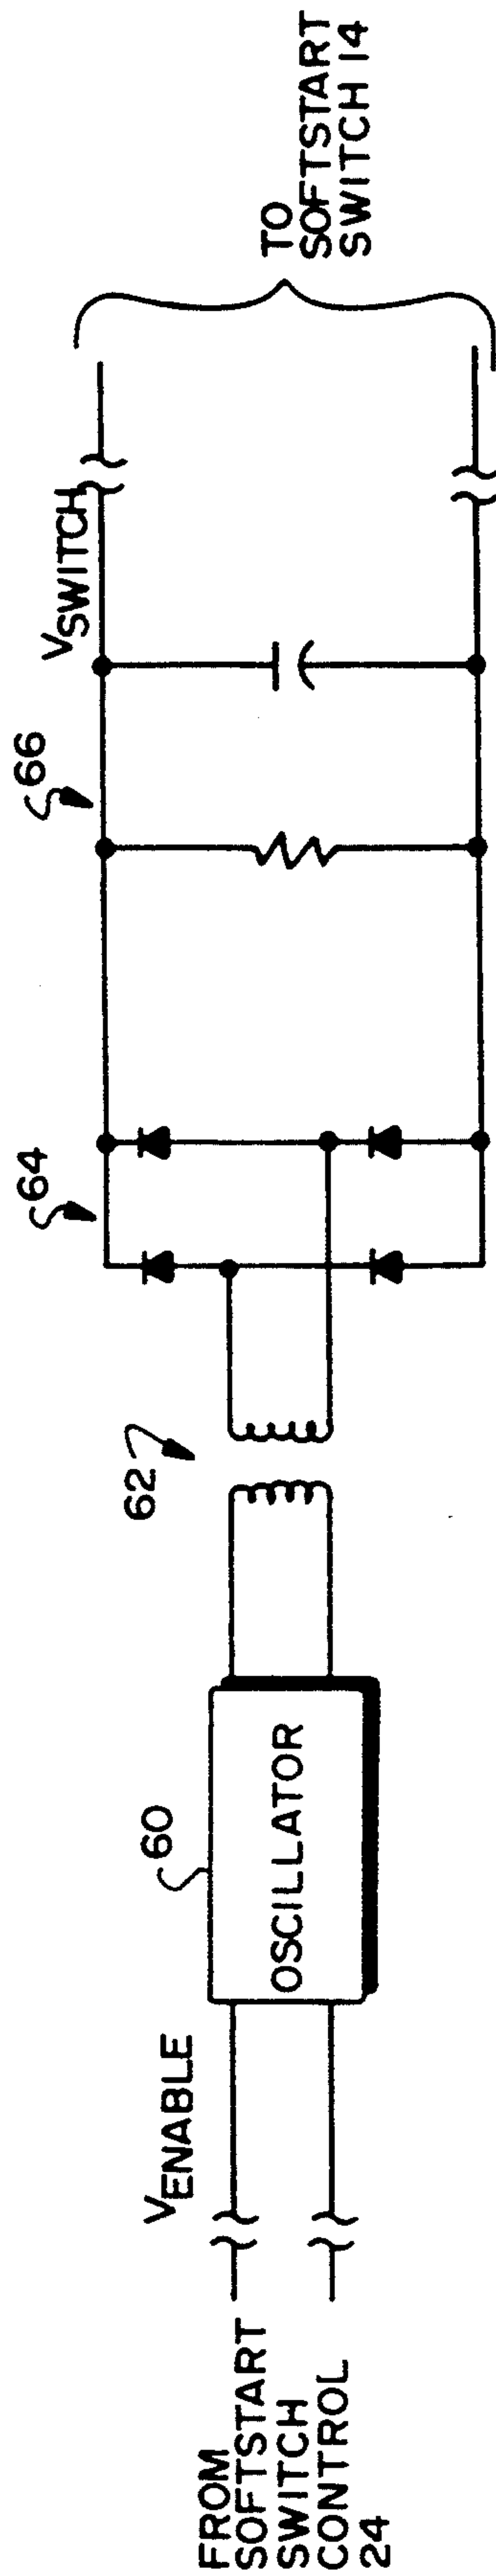 FROM
SOFTSTART
SWITCH
CONTROL
24
VENABLE
60
OSCILLATOR
62
64
66
VSWITCH
TO
SOFTSTART
SWITCH 14